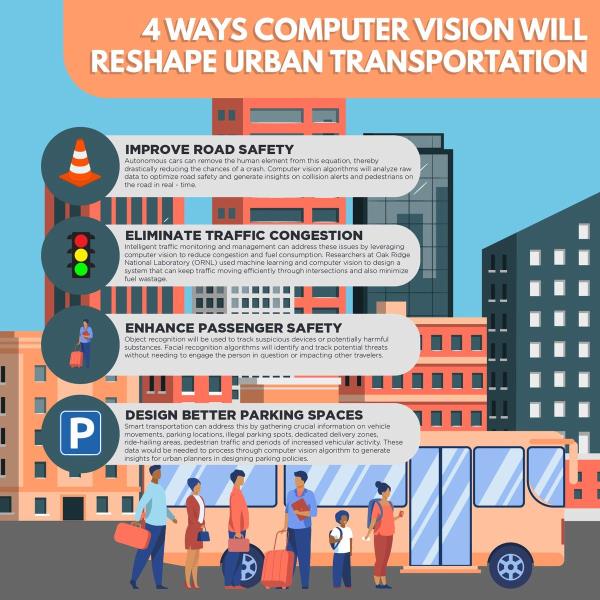 4 WAYS COMPUTER VISION WILL
RESHAPE URBAN TRANSPORTATION
IMPROVE ROAD SAFETY
Autonomous cars can remove the human element from this equation, thereby
drastically reducing the chances of a crash. Computer vision algorithms will analyze raw
data to optimize road safety and generate insights on collision alerts and pedestrians on
the road in real - time.
ELIMINATE TRAFFIC CONGESTION
Intelligent traffic monitoring and management can address these issues by leveraging
computer vision to reduce congestion and fuel consumption. Researchers at Oak Ridge
National Laboratory (ORNL) used machine learning and computer vision to design a
system that can keep traffic moving efficiently through intersections and also minimize
fuel wastage.
ENHANCE PASSENGER SAFETY
Object recognition will be used to track suspicious devices or potentially harmful
substances. Facial recognition algorithms will identify and track potential threats
without needing to engage the person in question or impacting other travelers.
P
DESIGN BETTER PARKING SPACES
Smart transportation can address this by gathering crucial information on vehicle
movements, parking locations, illegal parking spots, dedicated delivery zones,
ride-hailing areas, pedestrian traffic and periods of increased vehicular activity. These
data would be needed to process through computer vision algorithm to generate
insights for urban planners in designing parking policies.